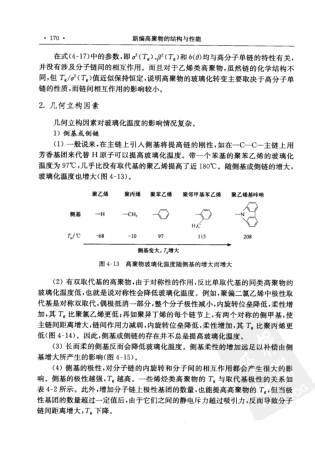 · 170 ·
新编高聚物的结构与性能
在式(4-17)中的参数,即σ²(Tₑ)、β²(Tₑ)和b(θ)均与高分子单链的特性有关,
并没有涉及分子链间的相互作用。而且对于乙烯类高聚物,虽然链的化学结构不
同,但 Tₑ/σ²(Tₑ)值近似保持恒定,说明高聚物的玻璃化转变主要取决于高分子单
链的性质,而链间相互作用的影响较小。
2. 几何立构因素
几何立构因素对玻璃化温度的影响情况复杂。
1) 侧基或侧链
(1) 一般说来,在主链上引入侧基将提高链的刚性,如在—C—C—主链上用
芳香基团来代替 H 原子可以提高玻璃化温度。带一个苯基的聚苯乙烯的玻璃化
温度为97℃,几乎比没有取代基的聚乙烯提高了近180℃。随侧基或侧链的增大,
玻璃化温度也增大(图4-13)。
聚乙烯 聚丙烯 聚苯乙烯 聚邻甲基苯乙烯 聚乙烯基咔唑
侧基 —H —CH₃ H₃C N
Tg/℃ -68 -10 97 115 208
侧基变大,Tg增大
图 4-13 高聚物玻璃化温度随侧基的增大而增大
(2) 有双取代基的高聚物,由于对称性的作用,反比单取代基的同类高聚物的
玻璃化温度低,也就是说对称性会降低玻璃化温度。例如,聚偏二氯乙烯中极性取
代基是对称双取代,偶极抵消一部分,整个分子极性减小,内旋转位垒降低,柔性增
加,其 Tg 比聚氯乙烯更低;再如聚异丁烯的每个链节上,有两个对称的侧甲基,使
主链间距离增大,链间作用力减弱,内旋转位垒降低,柔性增加,其 Tg 比聚丙烯更
低(图4-14)。因此,侧基或侧链的存在并不总是提高玻璃化温度。
(3) 长而柔的侧基反而会降低玻璃化温度。侧基柔性的增加远足以补偿由侧
基增大所产生的影响(图4-15)。
(4) 侧基的极性,对分子链的内旋转和分子间的相互作用都会产生很大的影
响。侧基的极性越强,Tg 越高。一些烯烃类高聚物的 Tg 与取代基极性的关系如
表4-2所示。此外,增加分子链上极性基团的数量,也能提高高聚物的 Tg,但当极
性基团的数量超过一定值后,由于它们之间的静电斥力超过吸引力,反而导致分子
链间距离增大,Tg 下降。